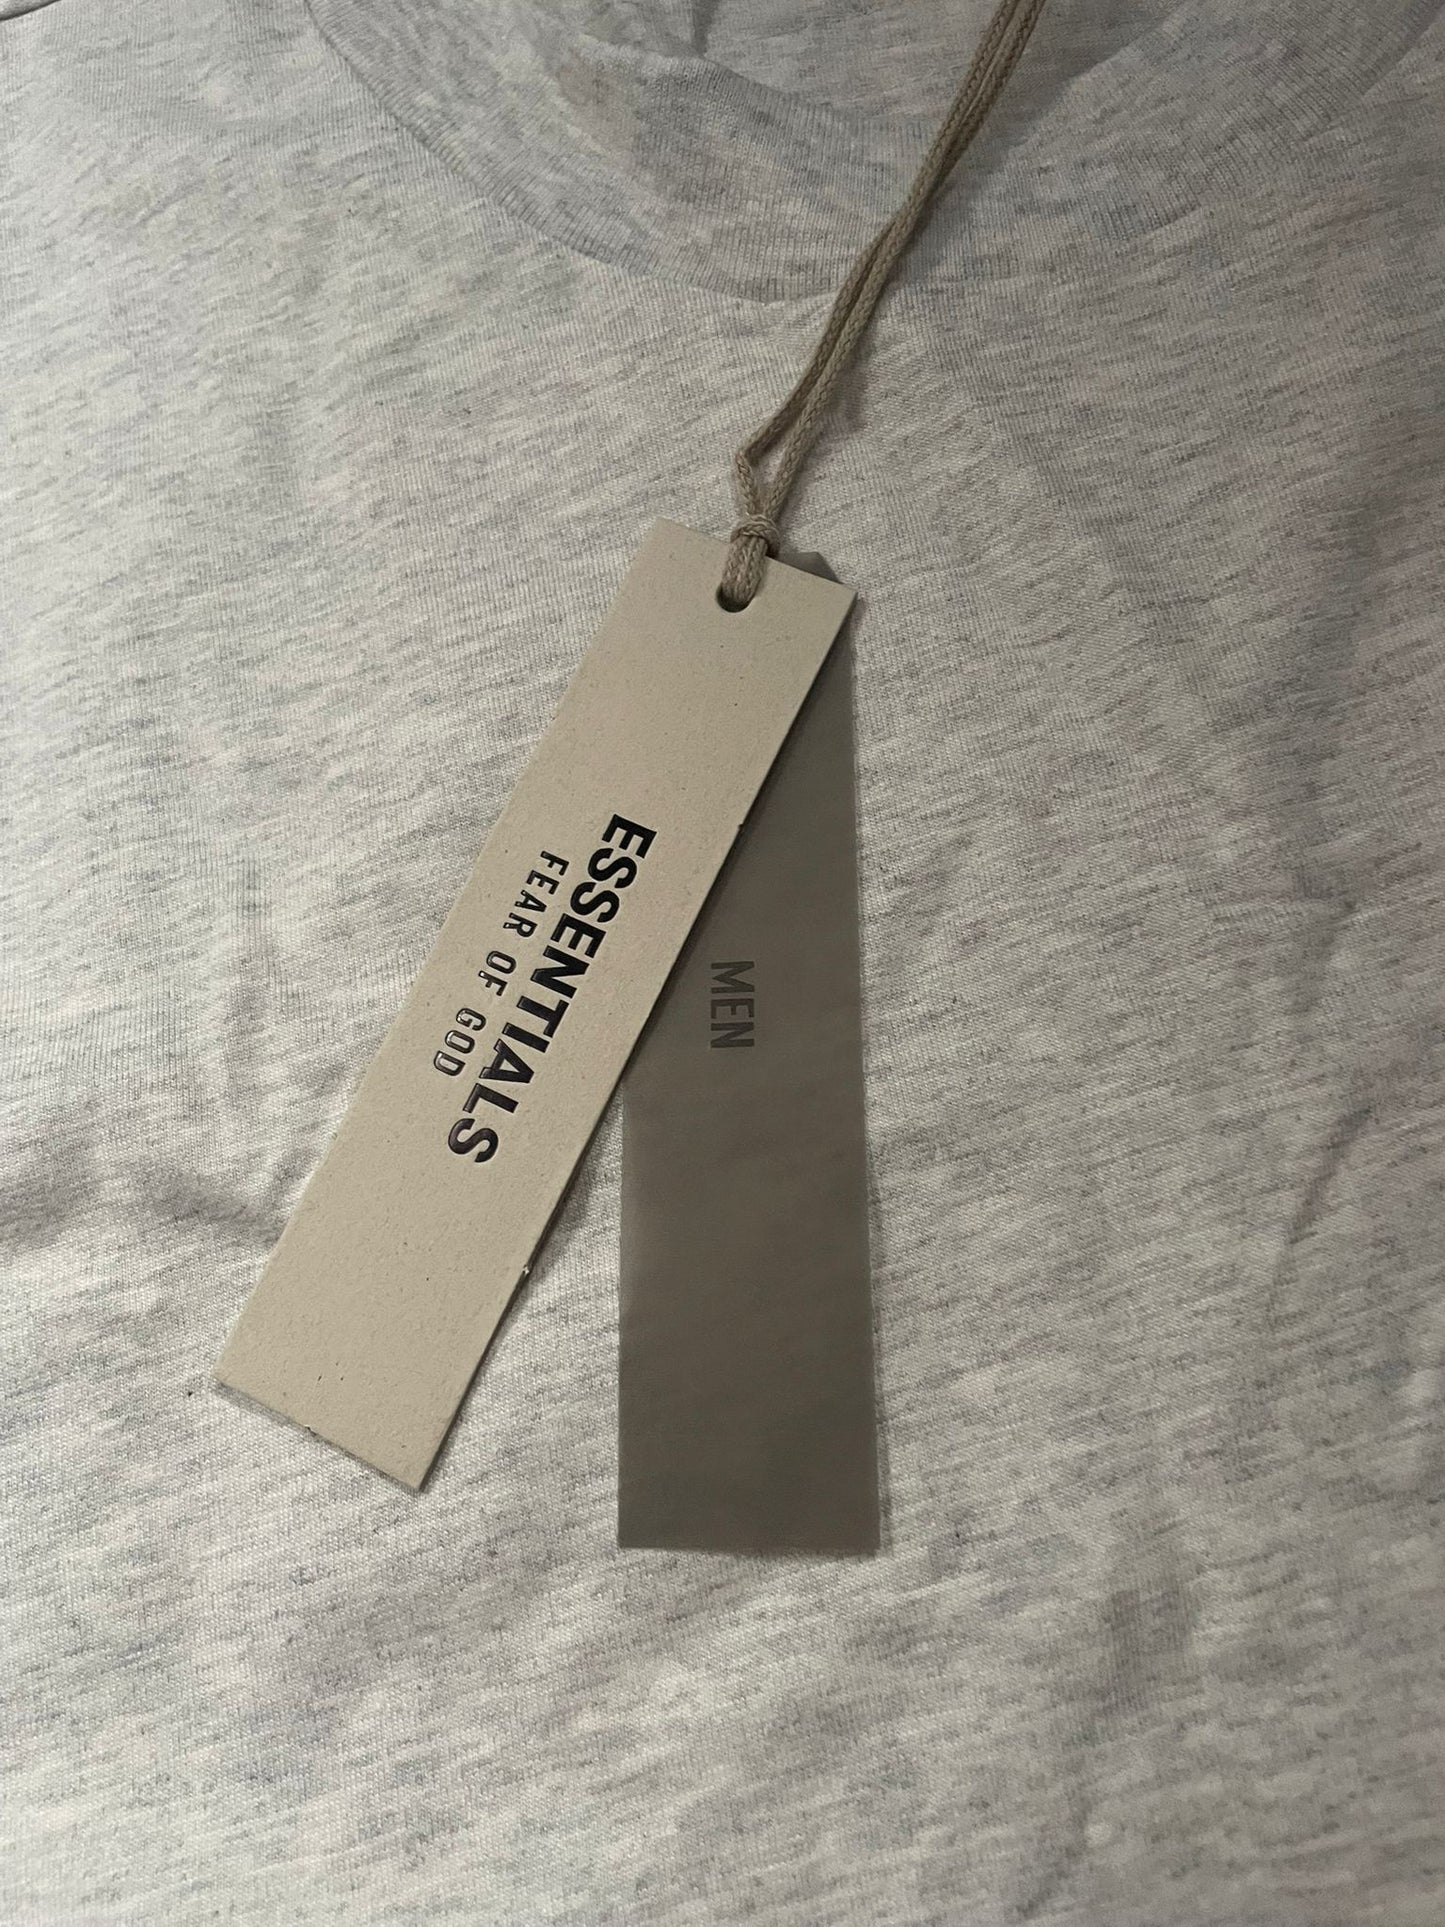 ESSENTIALS
FEAR OF GOD
MEN